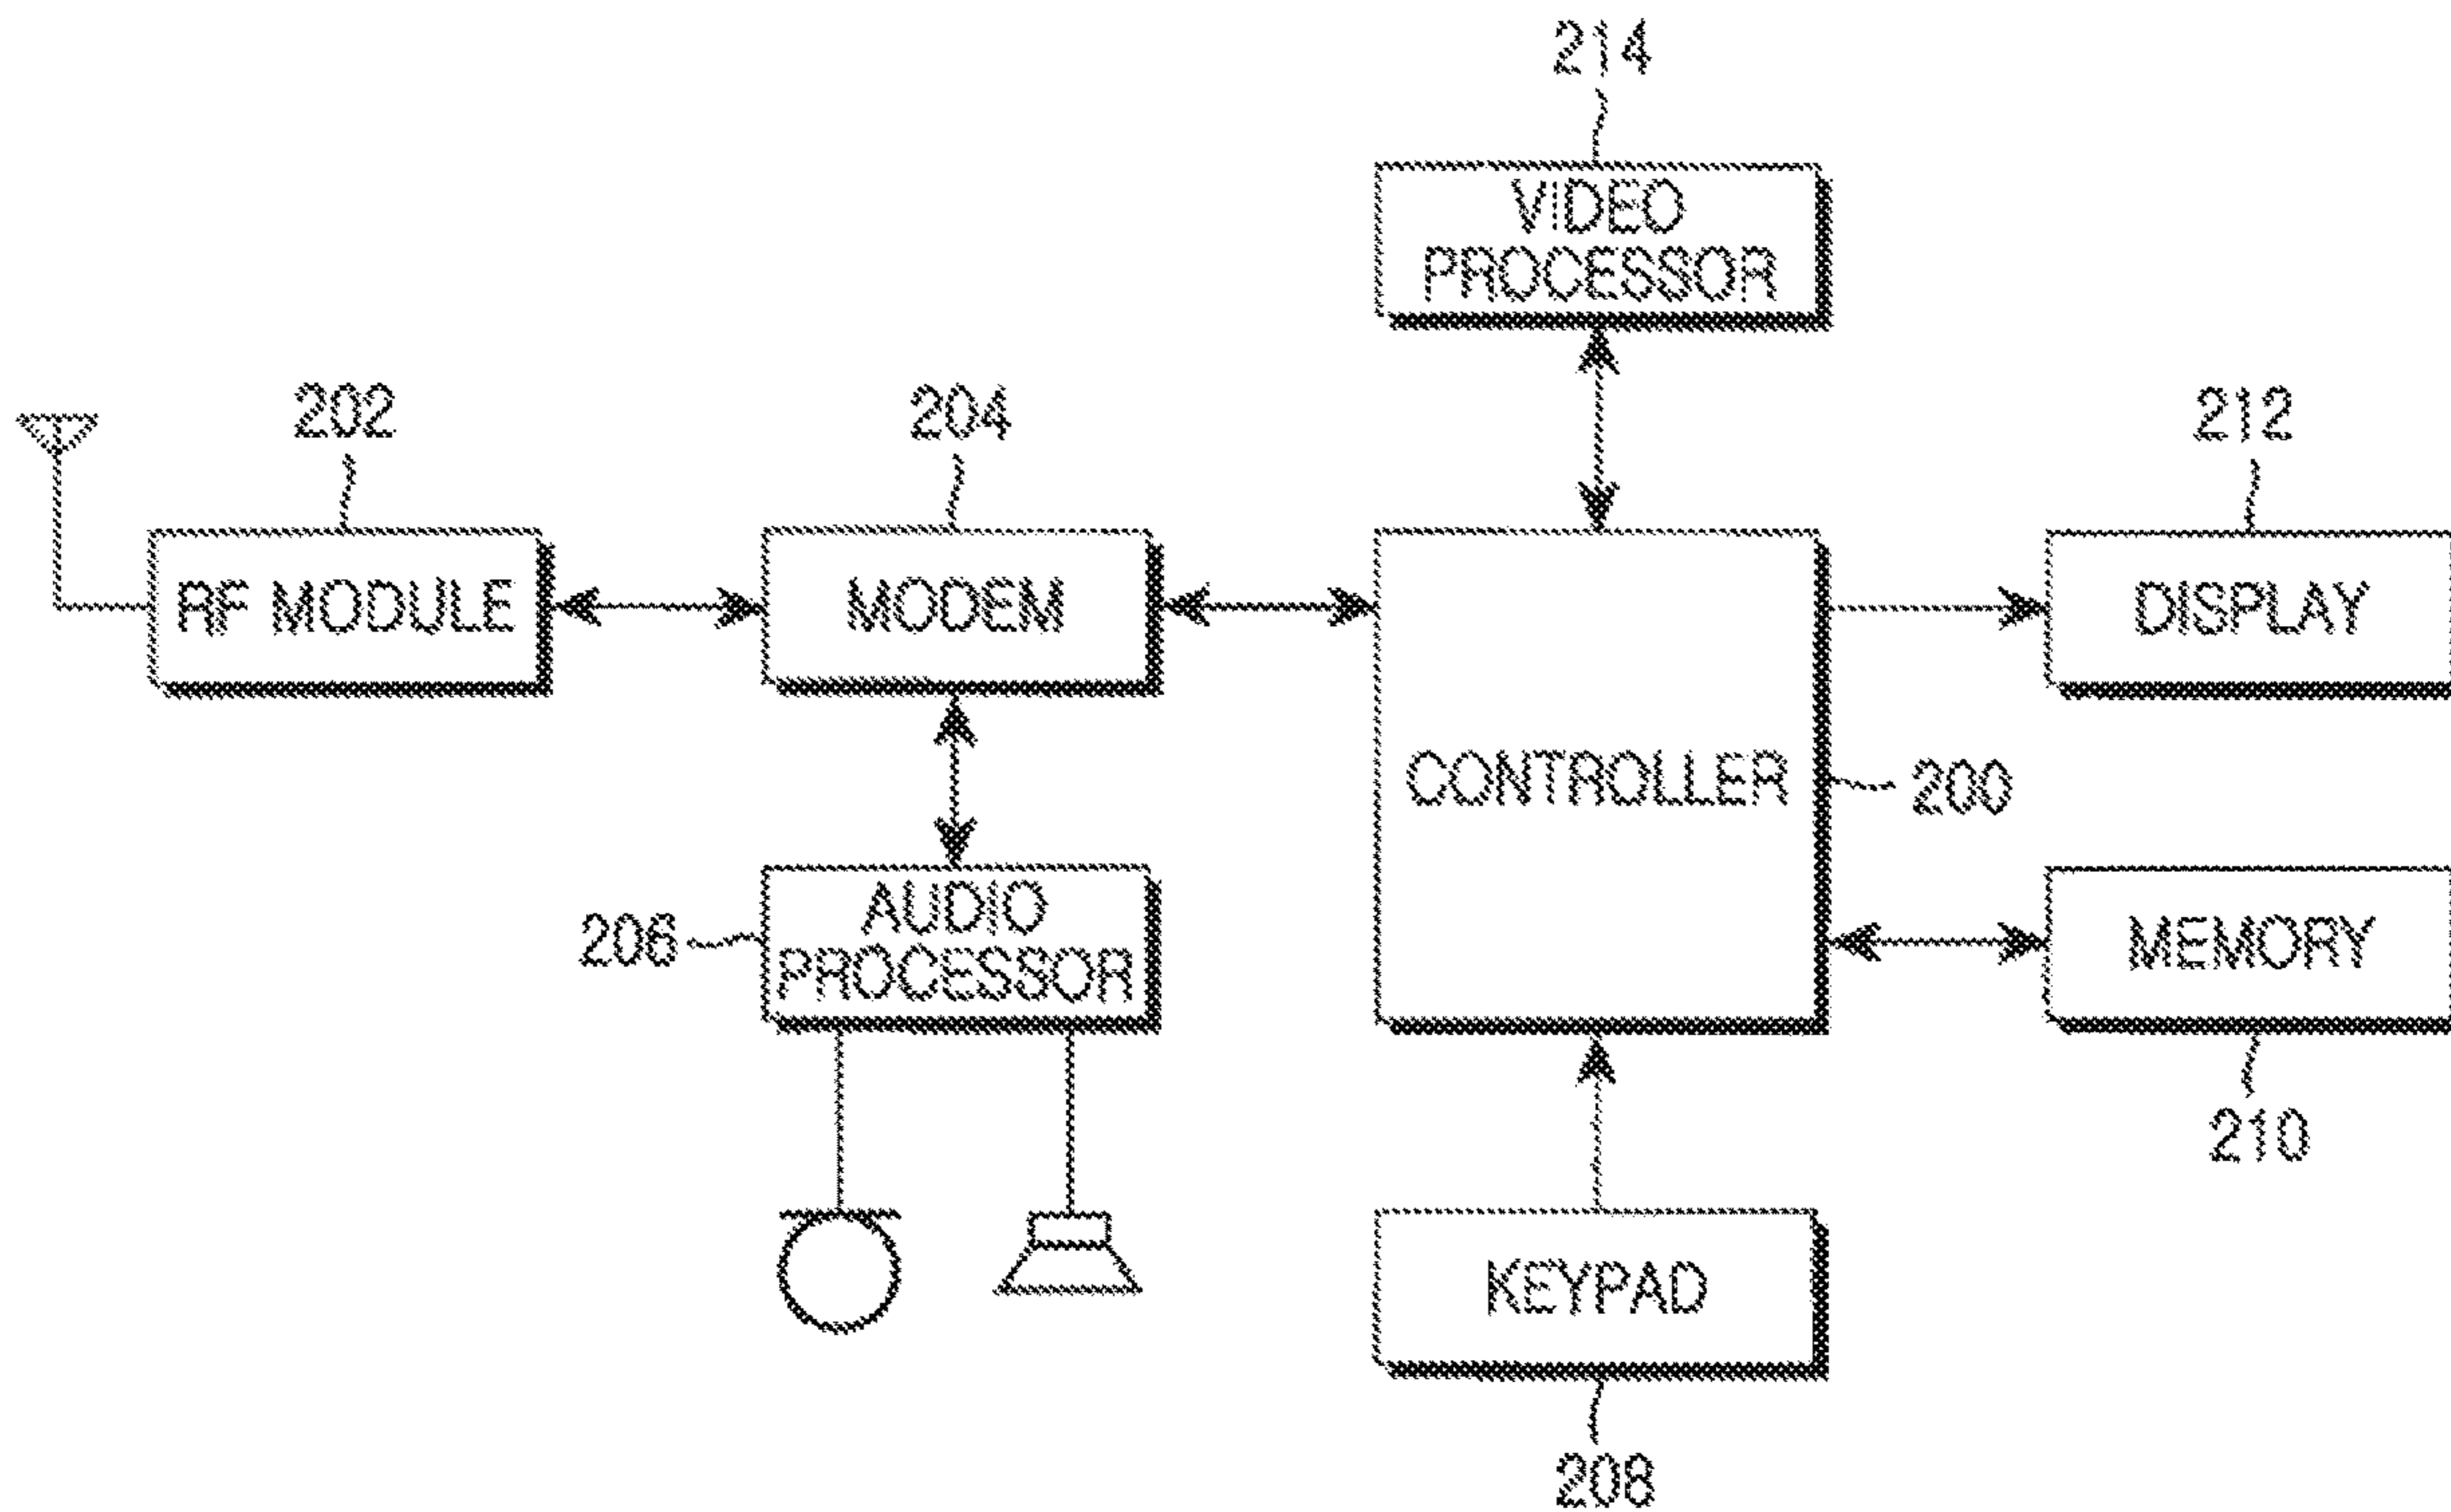 214
VIDEO
PROCESSOR
202
204
212
RF MODULE
MODEM
DISPLAY
CONTROLLER
200
206
AUDIO
PROCESSOR
MEMORY
210
KEYPAD
208